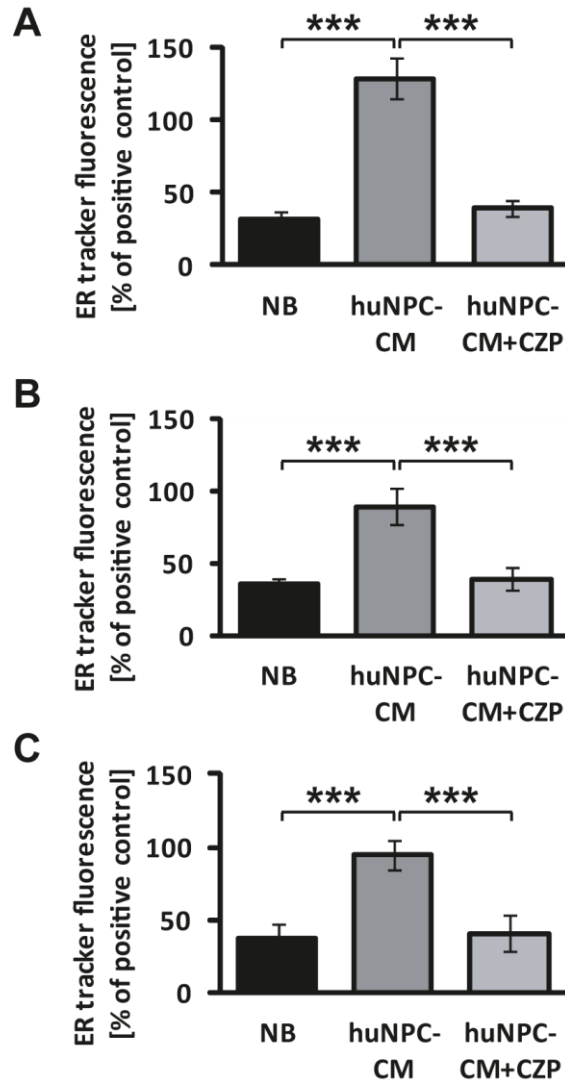 A
ER tracker fluorescence
[% of positive control]
150
100
50
0
*** ***
NB huNPC- huNPC-
CM CM+CZP
B
ER tracker fluorescence
[% of positive control]
150
100
50
0
*** ***
NB huNPC- huNPC-
CM CM+CZP
C
ER tracker fluorescence
[% of positive control]
150
100
50
0
*** ***
NB huNPC- huNPC-
CM CM+CZP